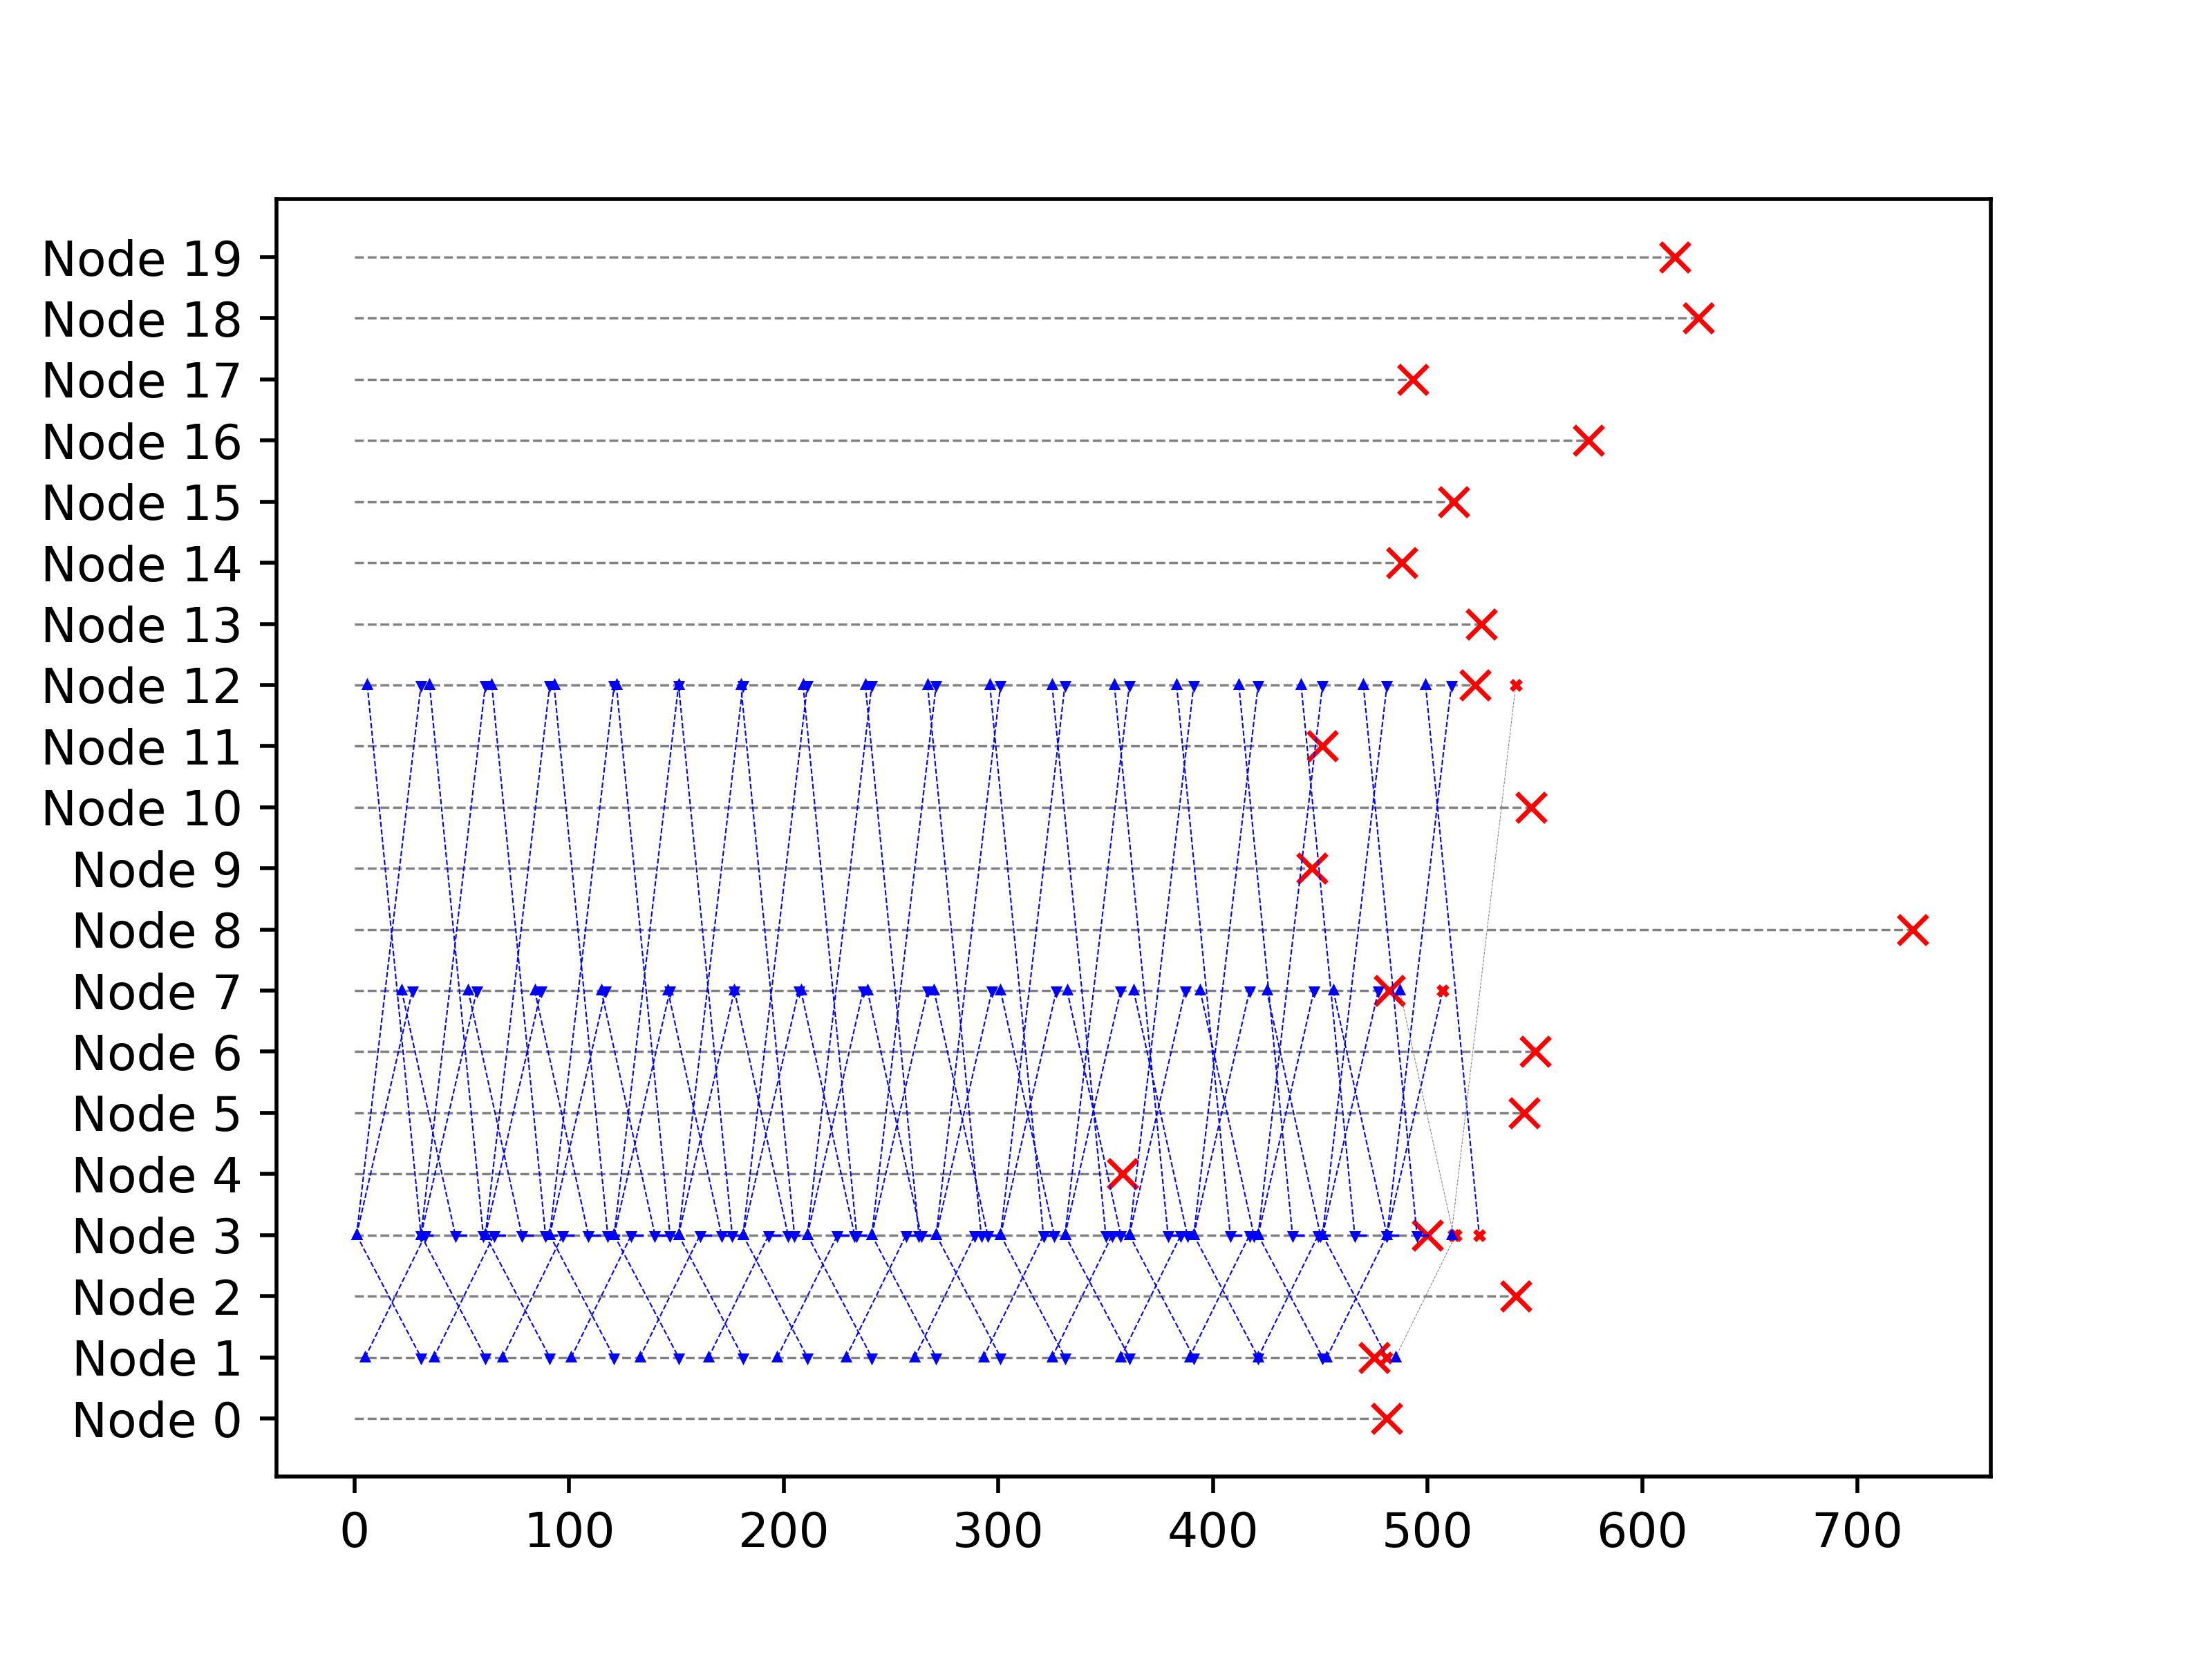 Node 19
Node 18
Node 17
Node 16
Node 15
Node 14
Node 13
Node 12
Node 11
Node 10
Node 9
Node 8
Node 7
Node 6
Node 5
Node 4
Node 3
Node 2
Node 1
Node 0
0 100 200 300 400 500 600 700